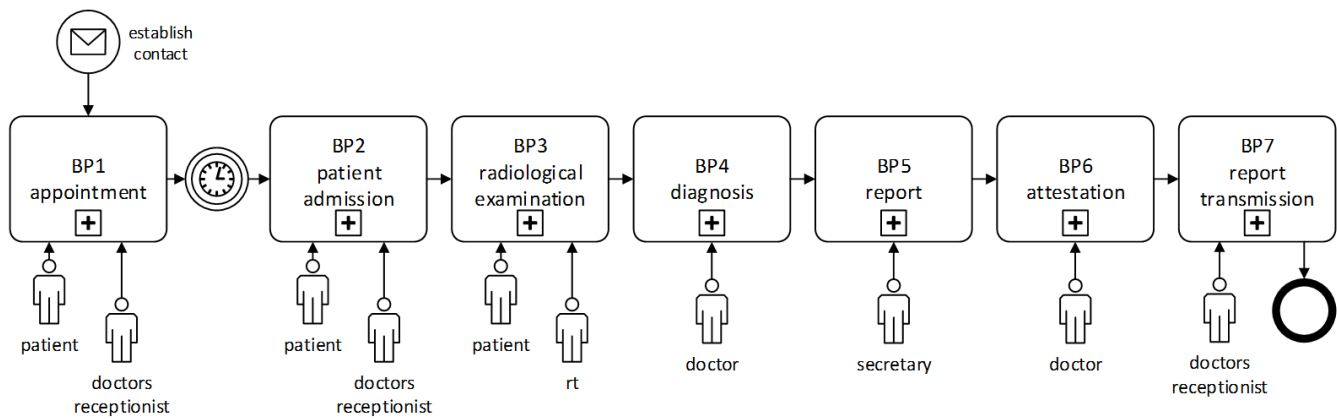 establish
contact
BP1
appointment
BP2
patient
admission
BP3
radiological
examination
BP4
diagnosis
BP5
report
BP6
attestation
BP7
report
transmission
patient
doctors
receptionist
patient
doctors
receptionist
patient
rt
doctor
secretary
doctor
doctors
receptionist